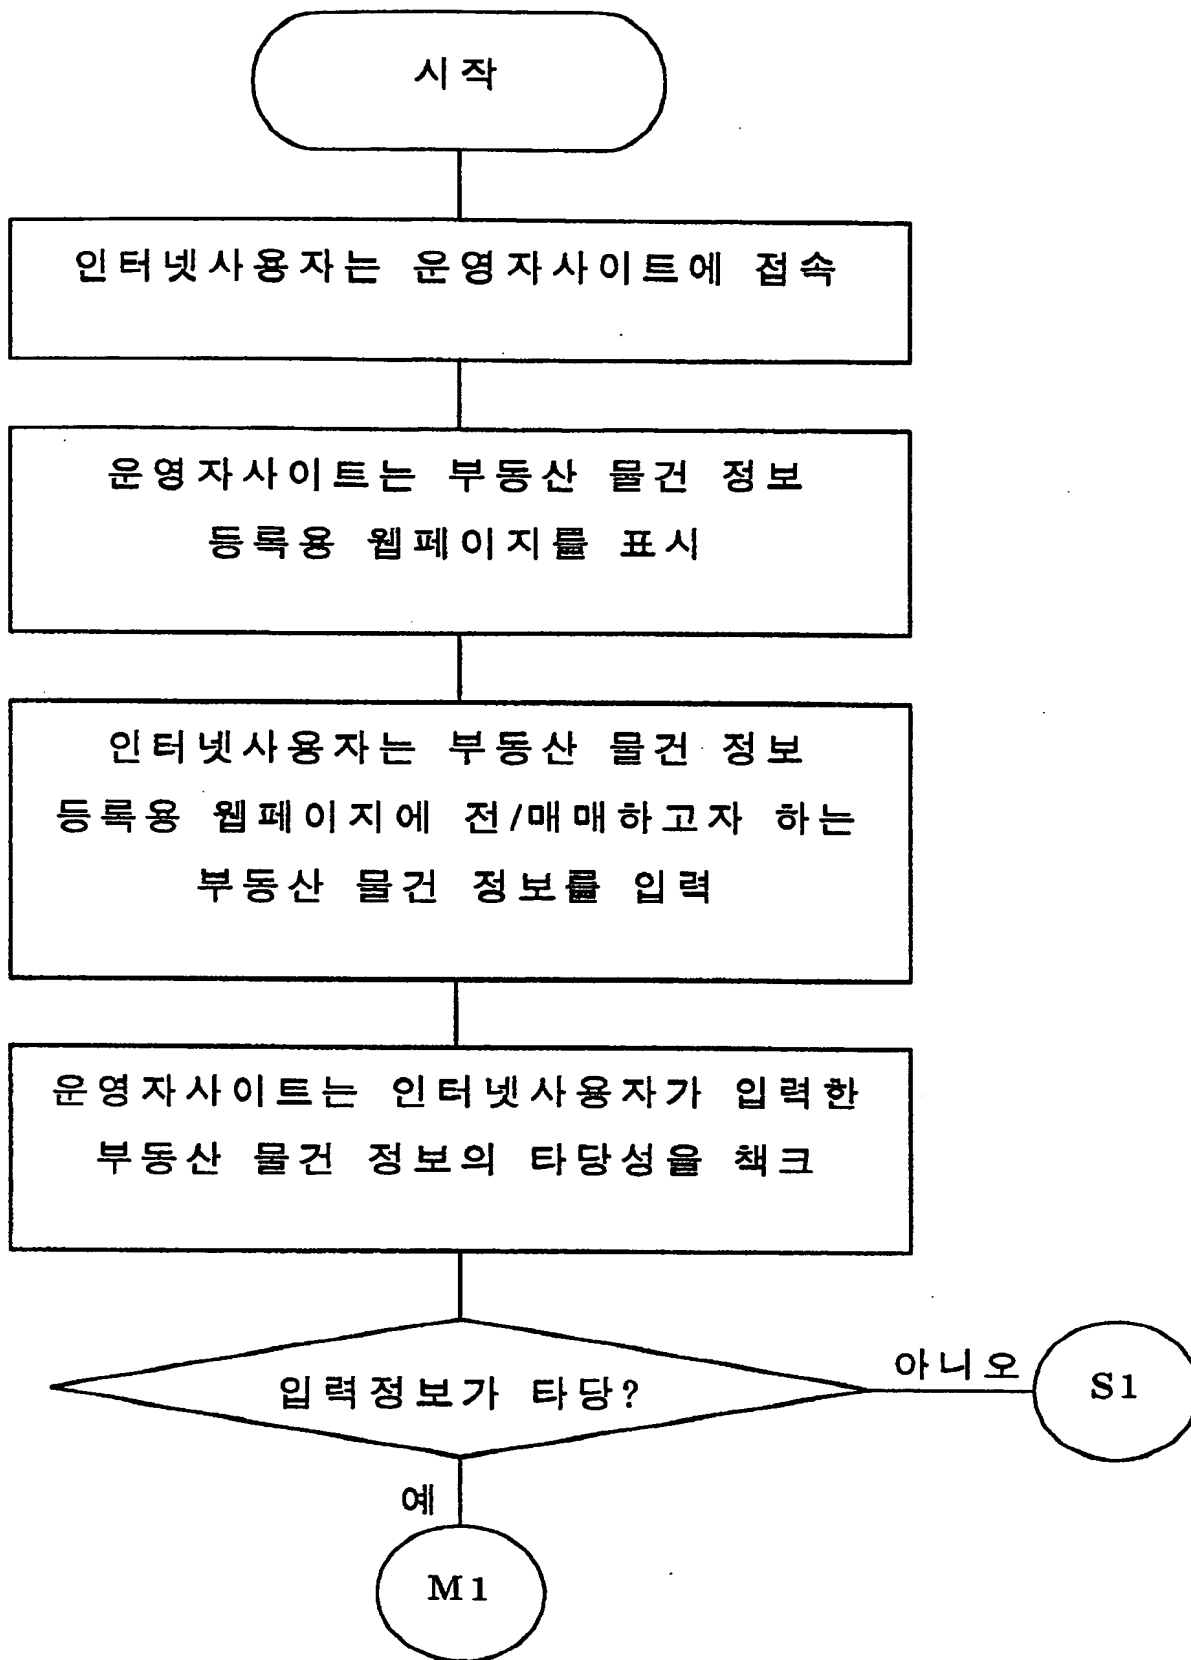 시작
인터넷사용자는 운영자사이트에 접속
운영자사이트는 부동산 물건 정보
등록용 웹페이지를 표시
인터넷사용자는 부동산 물건 정보
등록용 웹페이지에 전/매매하고자 하는
부동산 물건 정보를 입력
운영자사이트는 인터넷사용자가 입력한
부동산 물건 정보의 타당성을 책크
입력정보가 타당?
아니오
S1
예
M1